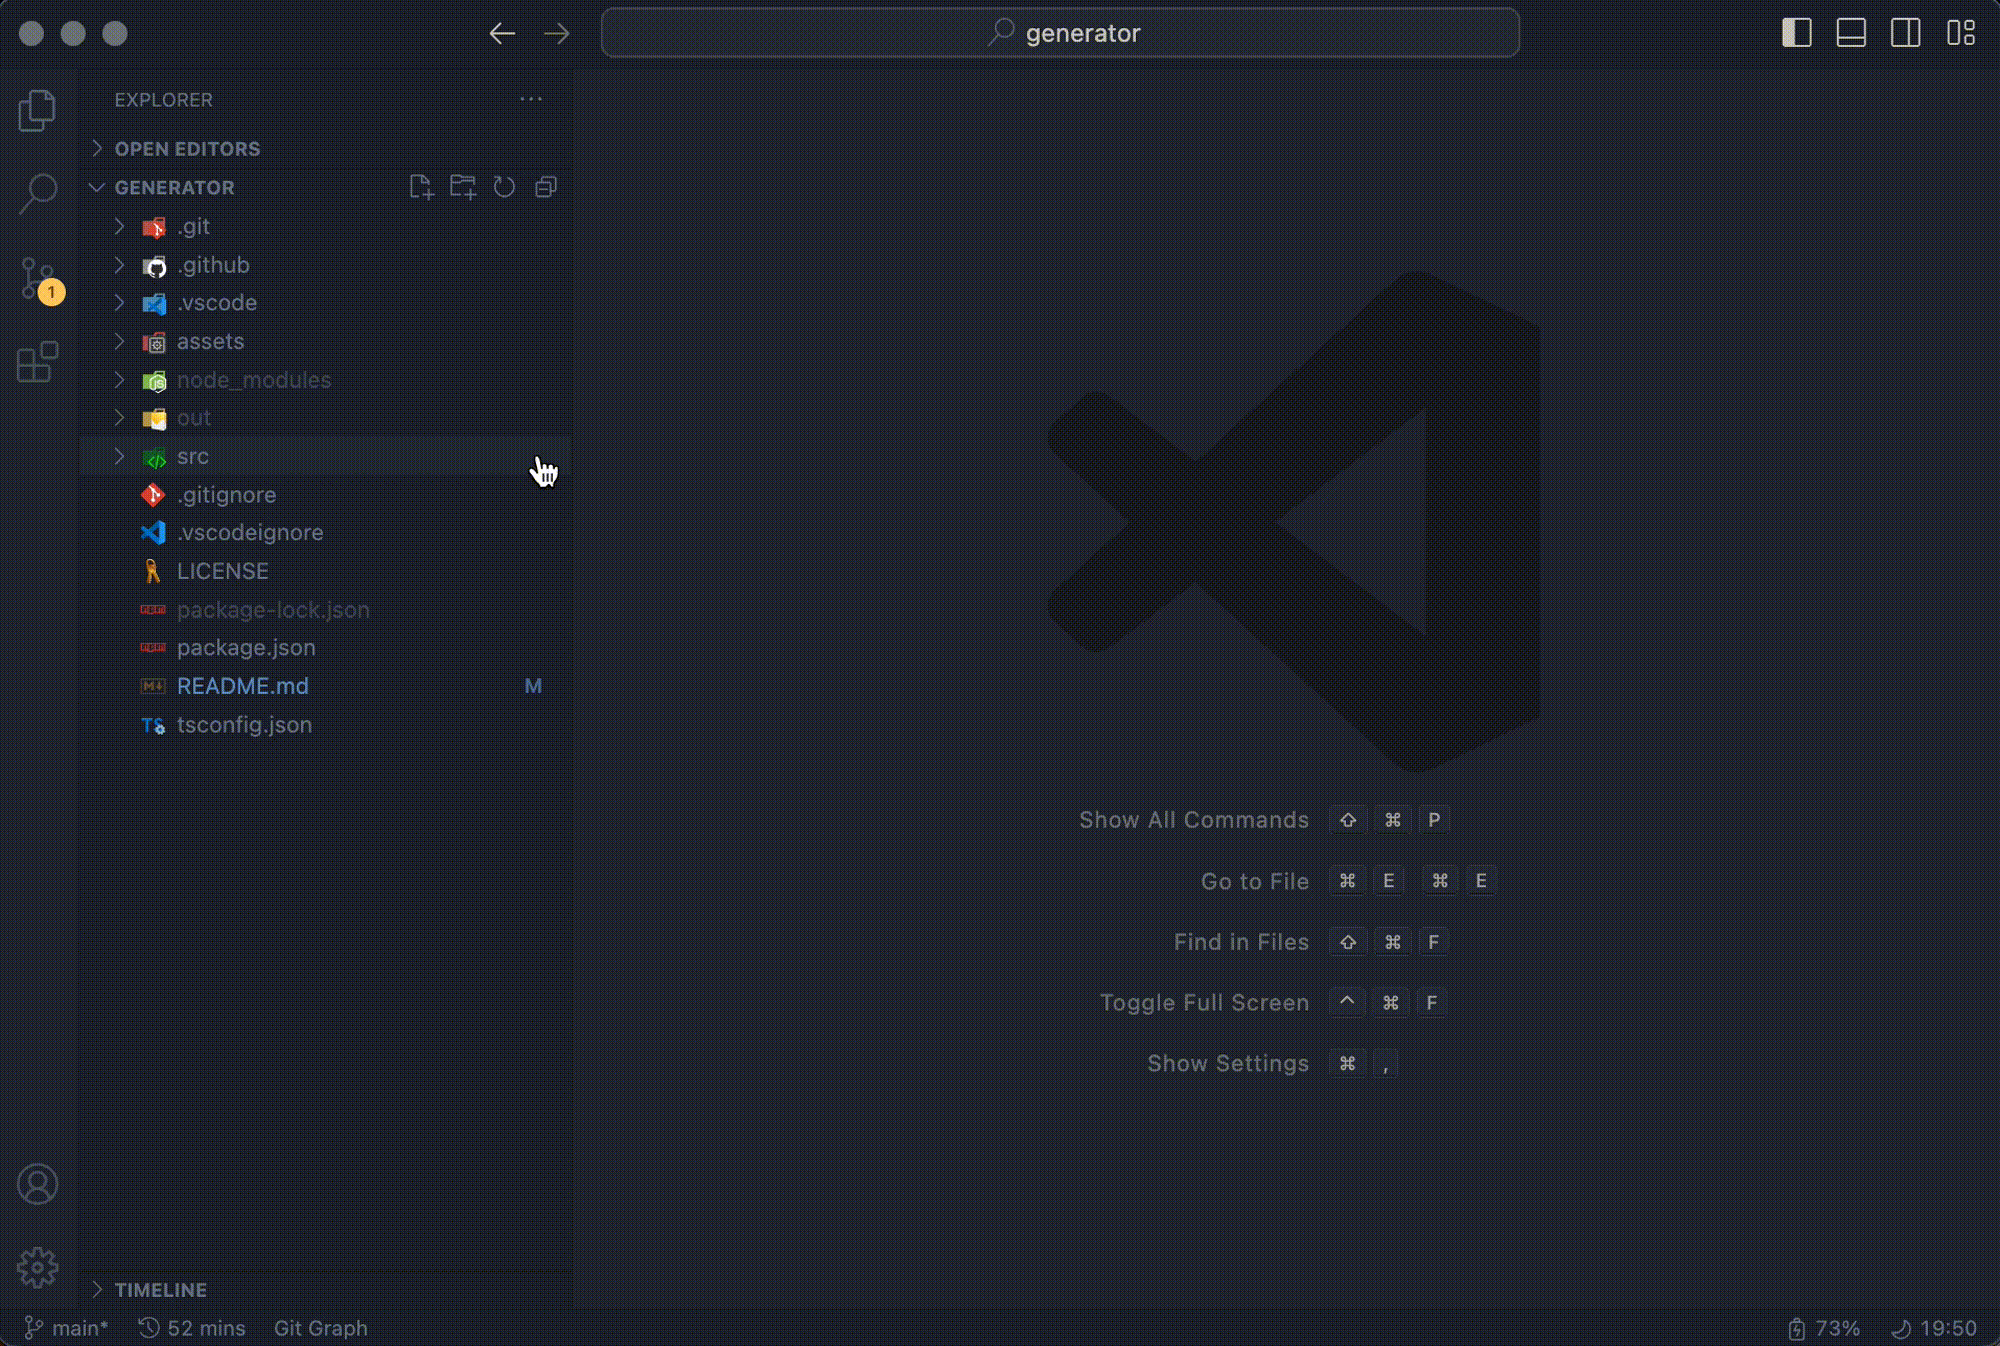 generator
EXPLORER
OPEN EDITORS
GENERATOR
.git
.github
1
.vscode
assets
node_modules
out
src
.gitignore
.vscodeignore
LICENSE
package-lock.json
package.json
README.md M
tsconfig.json
Show All Commands ⇧ ⌘ P
Go to File ⌘ E ⌘ E
Find in Files ⇧ ⌘ F
Toggle Full Screen ^ ⌘ F
Show Settings ⌘ ,
TIMELINE
main* 52 mins Git Graph 73% 19:50